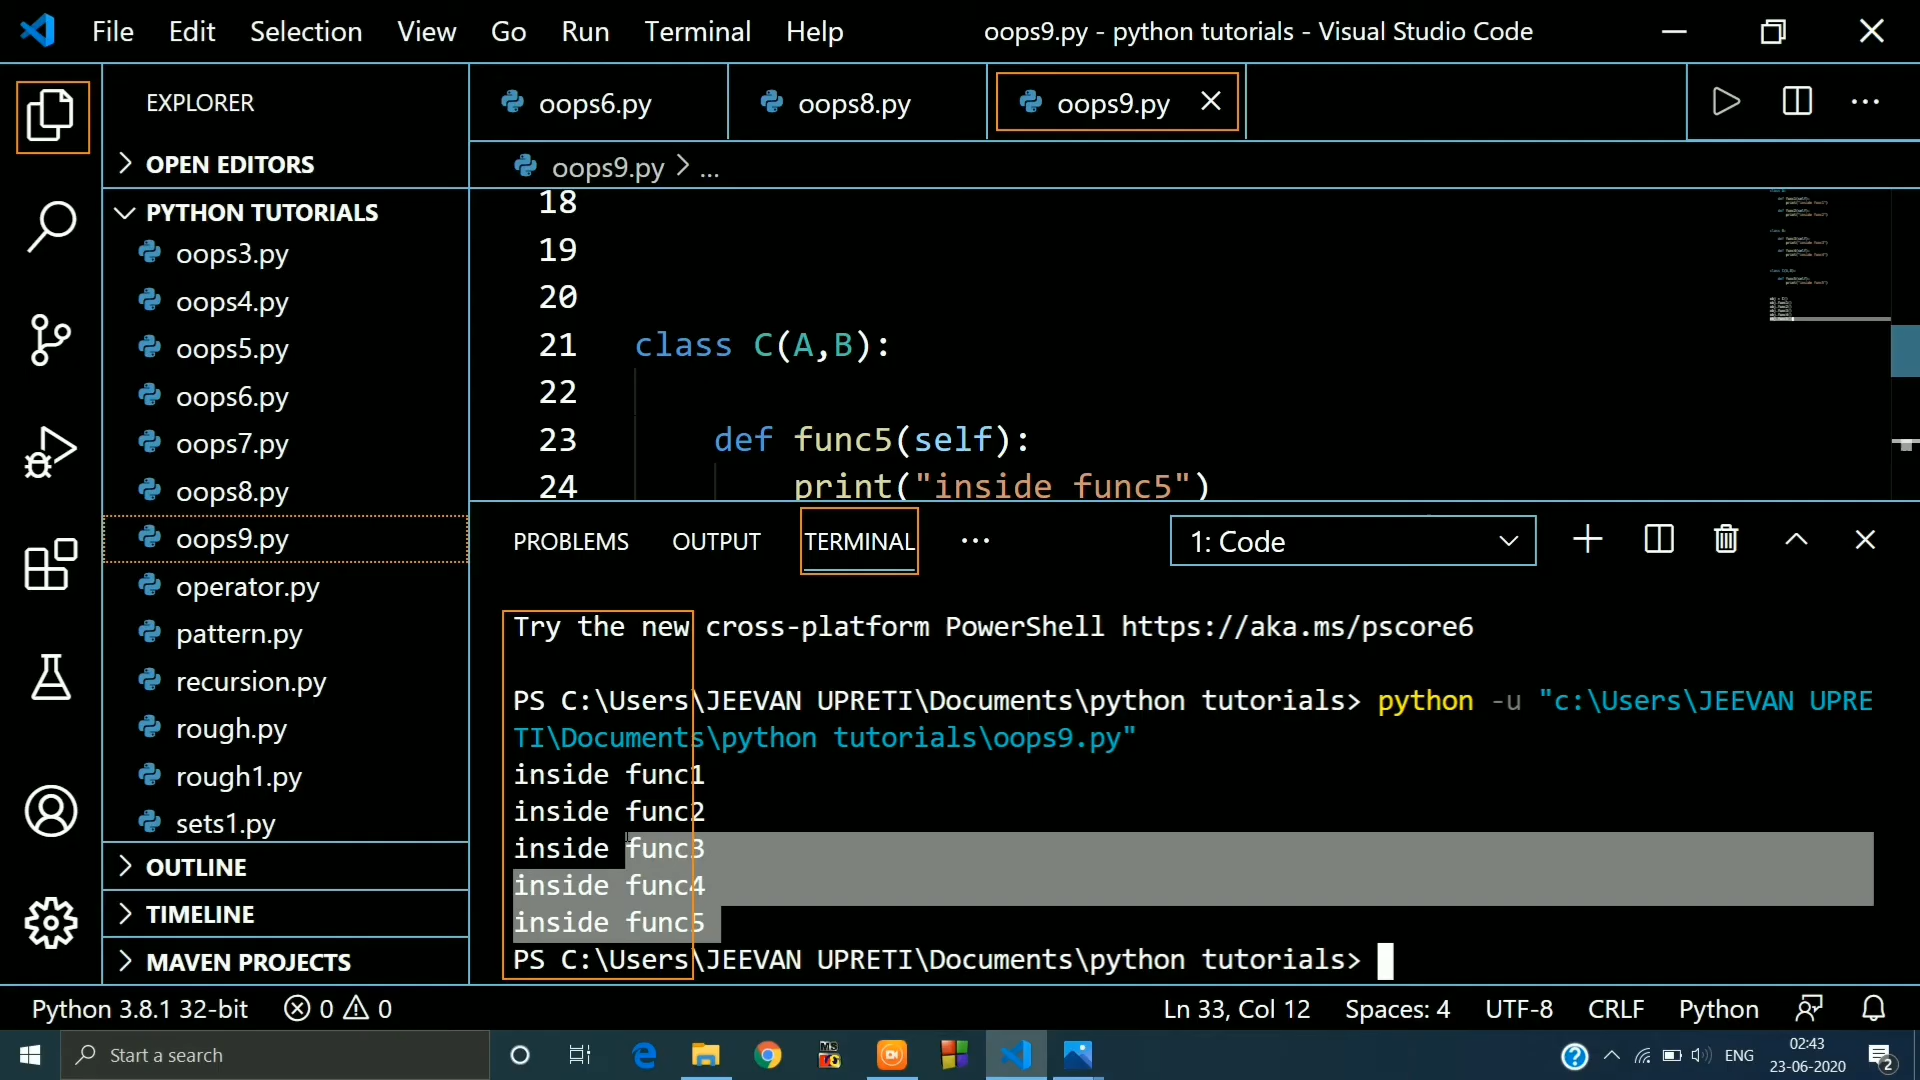 File Edit Selection View Go Run Terminal Help oops9.py - python tutorials - Visual Studio Code
EXPLORER
OPEN EDITORS
PYTHON TUTORIALS
oops3.py
oops4.py
oops5.py
oops6.py
oops7.py
oops8.py
oops9.py
operator.py
pattern.py
recursion.py
rough.py
rough1.py
sets1.py
OUTLINE
TIMELINE
MAVEN PROJECTS
oops6.py oops8.py oops9.py
oops9.py > ...
18
19
20
21 class C(A,B):
22
23 def func5(self):
24 print("inside func5")
PROBLEMS OUTPUT TERMINAL ... 1: Code
Try the new cross-platform PowerShell https://aka.ms/pscore6
PS C:\Users\JEEVAN UPRETI\Documents\python tutorials> python -u "c:\Users\JEEVAN UPRE
TI\Documents\python tutorials\oops9.py"
inside func1
inside func2
inside func3
inside func4
inside func5
PS C:\Users\JEEVAN UPRETI\Documents\python tutorials>
Python 3.8.1 32-bit 0 0 Ln 33, Col 12 Spaces: 4 UTF-8 CRLF Python
Start a search ENG 02:43
23-06-2020 2